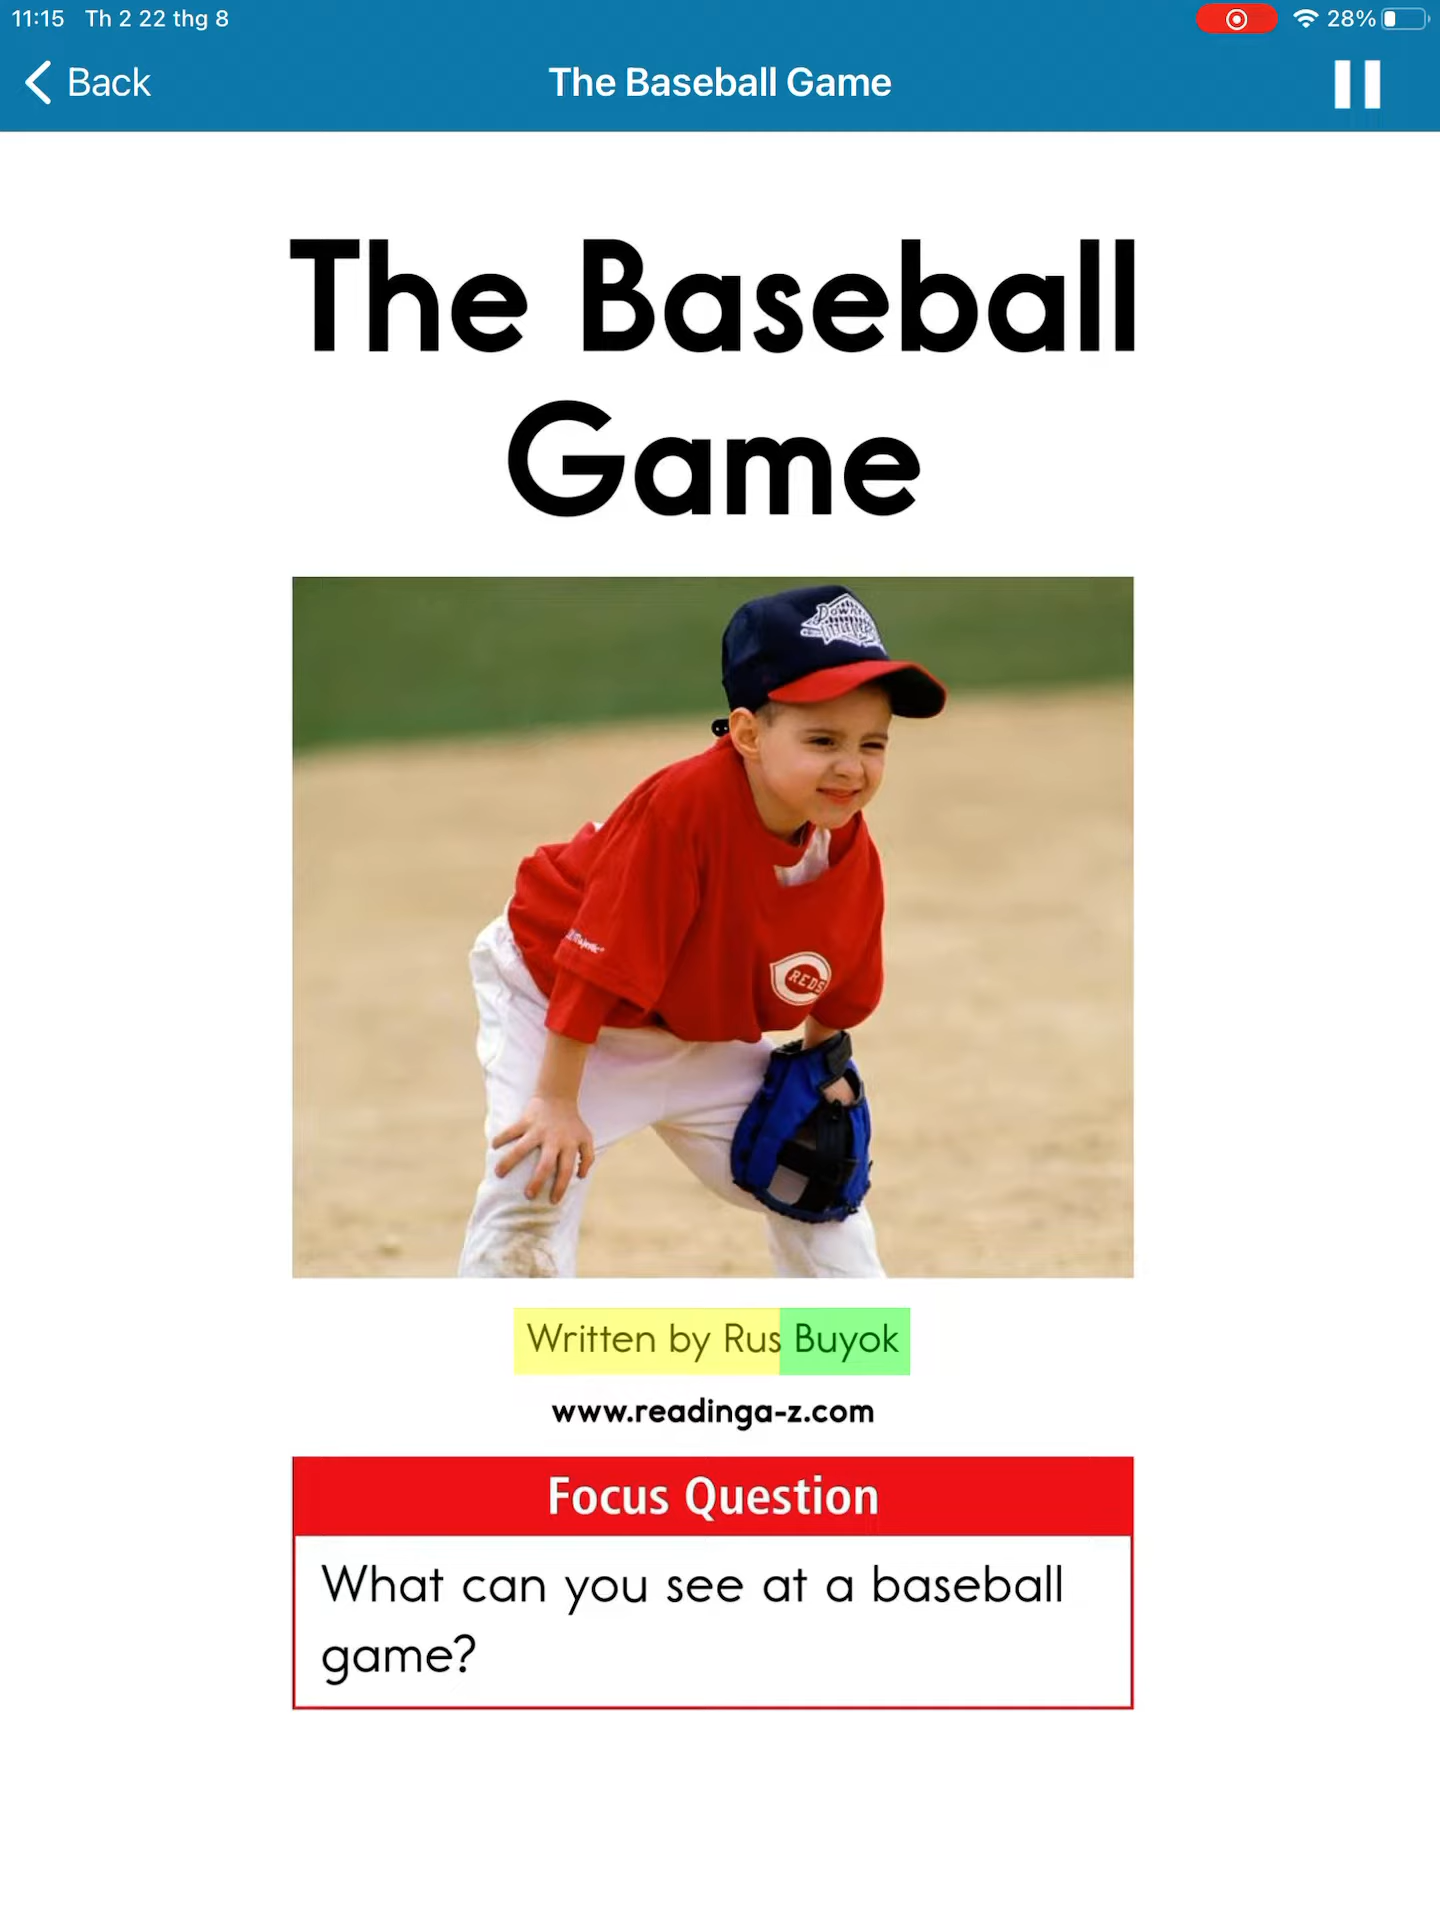 11:15 Th 2 22 thg 8 28%
Back The Baseball Game
The Baseball
Game
REDS
Written by Rus Buyok
www.readinga-z.com
Focus Question
What can you see at a baseball
game?